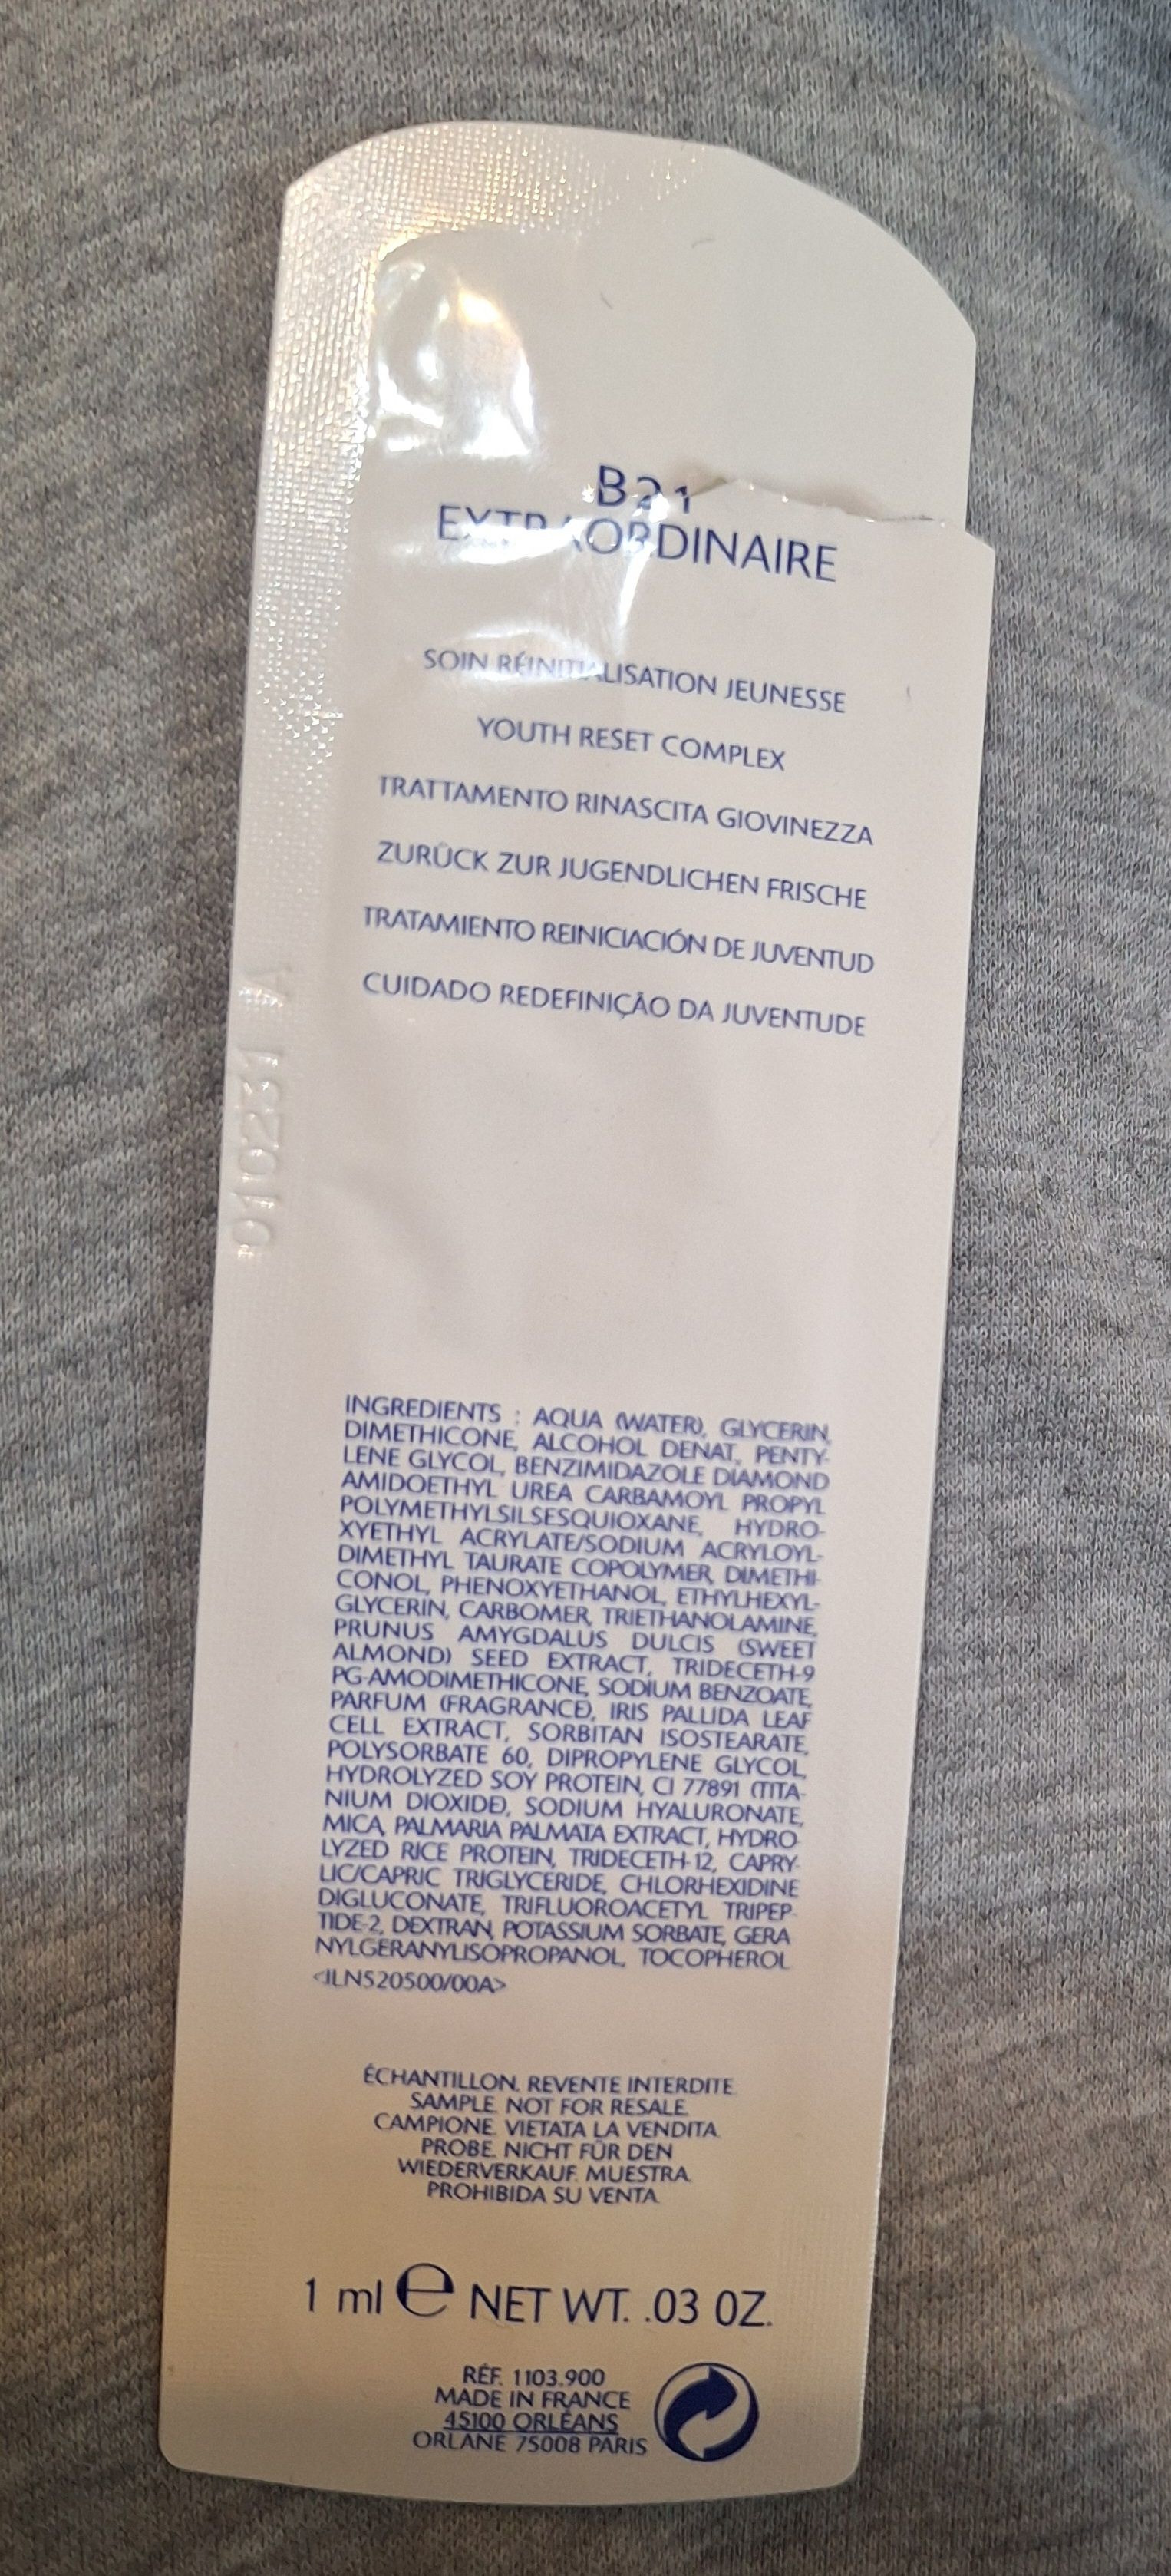 B21
EXTRAORDINAIRE
SOIN RÉINITIALISATION JEUNESSE
YOUTH RESET COMPLEX
TRATTAMENTO RINASCITA GIOVINEZZA
ZURÜCK ZUR JUGENDLICHEN FRISCHE
TRATAMIENTO REINICIACIÓN DE JUVENTUD
CUIDADO REDEFINIÇÃO DA JUVENTUDE
010231 A
INGREDIENTS : AQUA (WATER), GLYCERIN,
DIMETHICONE, ALCOHOL DENAT., PENTY-
LENE GLYCOL, BENZIMIDAZOLE DIAMOND
AMIDOETHYL UREA CARBAMOYL PROPYL
POLYMETHYLSILSESQUIOXANE, HYDRO-
XYETHYL ACRYLATE/SODIUM ACRYLOYL-
DIMETHYL TAURATE COPOLYMER, DIMETHI-
CONOL, PHENOXYETHANOL, ETHYLHEXYL-
GLYCERIN, CARBOMER, TRIETHANOLAMINE,
PRUNUS AMYGDALUS DULCIS (SWEET
ALMOND) SEED EXTRACT, TRIDECETH-9
PG-AMODIMETHICONE, SODIUM BENZOATE,
PARFUM (FRAGRANCE), IRIS PALLIDA LEAF
CELL EXTRACT, SORBITAN ISOSTEARATE,
POLYSORBATE 60, DIPROPYLENE GLYCOL,
HYDROLYZED SOY PROTEIN, CI 77891 (TITA-
NIUM DIOXIDE), SODIUM HYALURONATE,
MICA, PALMARIA PALMATA EXTRACT, HYDRO-
LYZED RICE PROTEIN, TRIDECETH-12, CAPRY-
LIC/CAPRIC TRIGLYCERIDE, CHLORHEXIDINE
DIGLUCONATE, TRIFLUOROACETYL TRIPEP-
TIDE-2, DEXTRAN, POTASSIUM SORBATE, GERA
NYLGERANYLISOPROPANOL, TOCOPHEROL
<ILN520500/00A>
ÉCHANTILLON. REVENTE INTERDITE.
SAMPLE. NOT FOR RESALE.
CAMPIONE. VIETATA LA VENDITA.
PROBE. NICHT FÜR DEN
WIEDERVERKAUF. MUESTRA.
PROHIBIDA SU VENTA.
1 ml e NET WT. .03 OZ.
RÉF. 1103.900
MADE IN FRANCE
45100 ORLÉANS
ORLANE 75008 PARIS